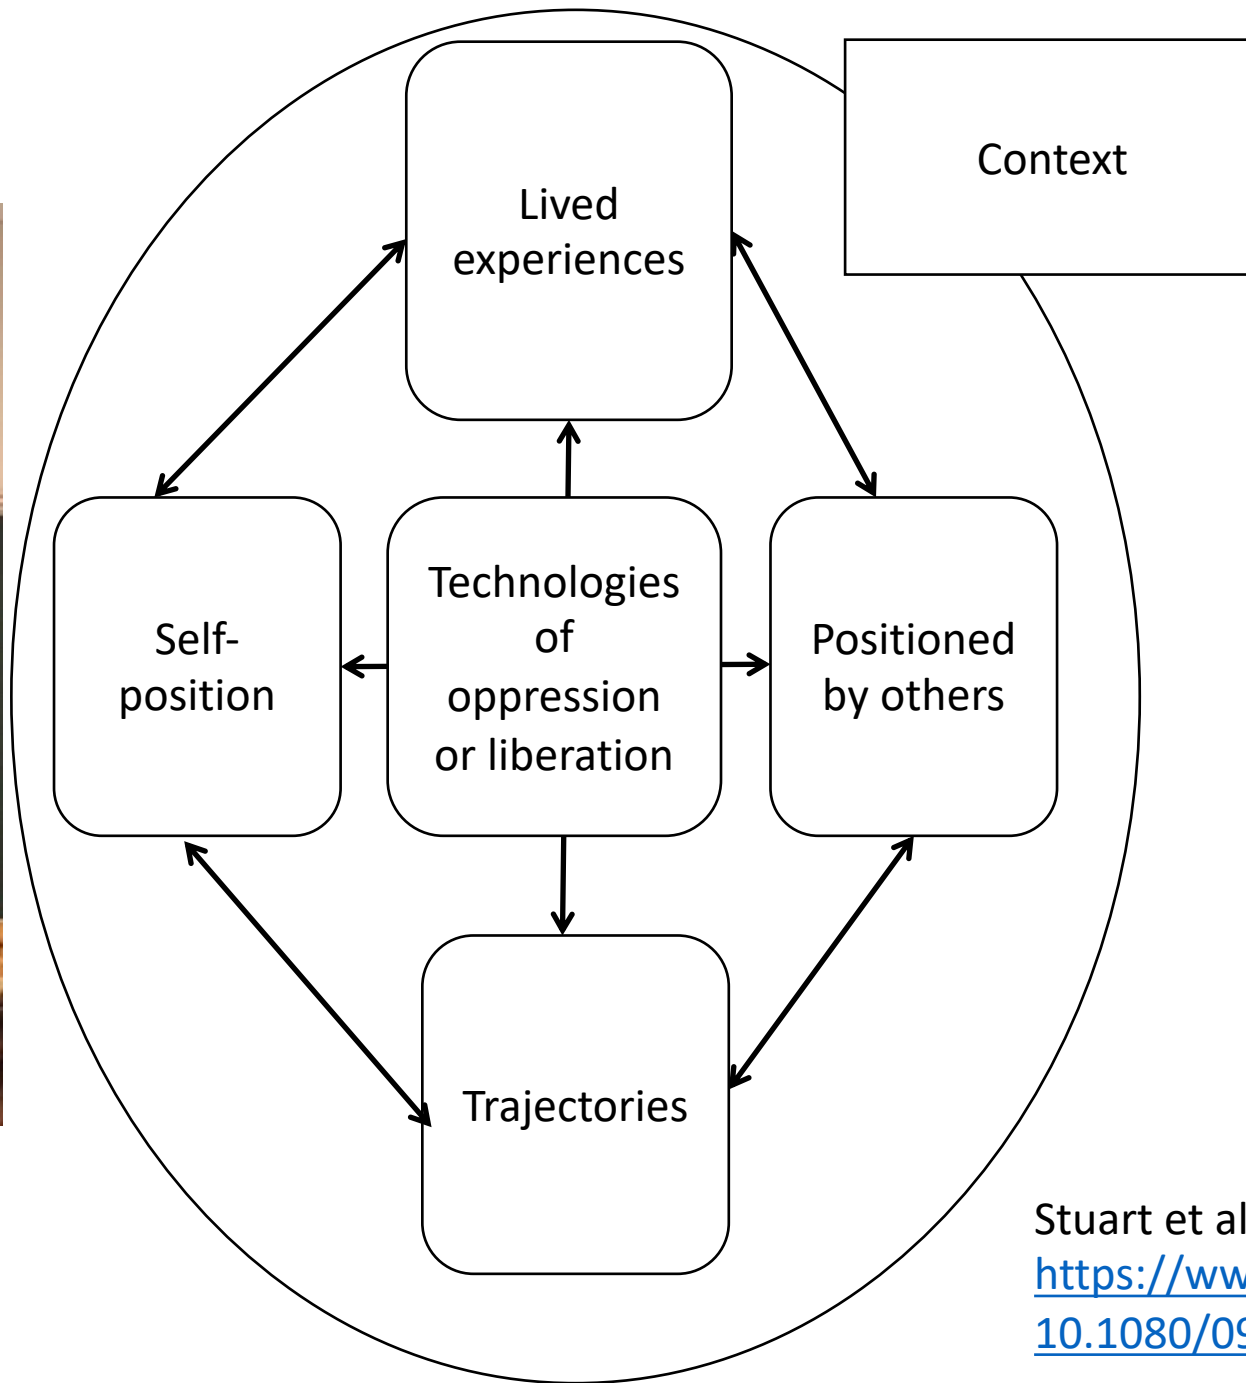 Context
Lived
experiences
Self-
position
Technologies
of
oppression
or liberation
Positioned
by others
Trajectories
Stuart et al
https://ww
10.1080/09